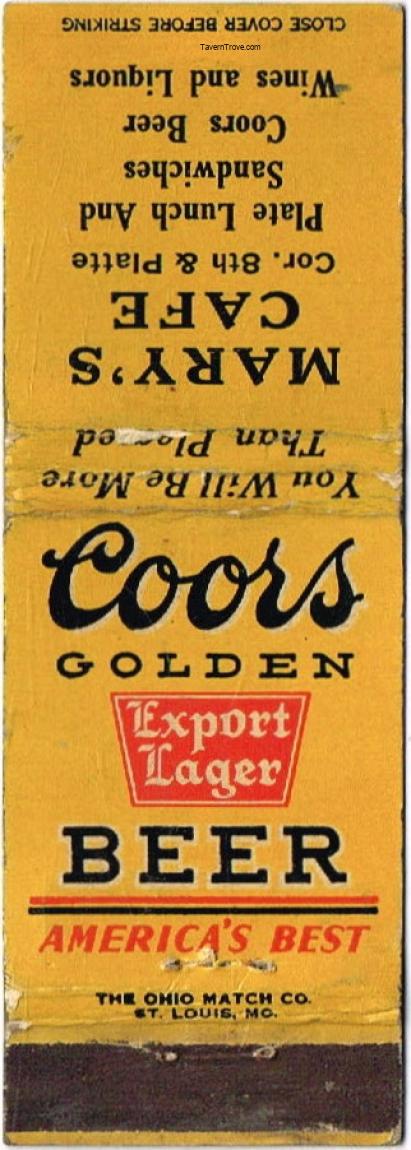 CLOSE COVER BEFORE STRIKING
TavernTrove.com
Wines and Liquors
Coors Beer
Sandwiches
Plate Lunch And
Cor. 8th & Platte
CAFE
MARY'S
Than Pleased
You Will Be More
Coors
GOLDEN
Export
Lager
BEER
AMERICA'S BEST
THE OHIO MATCH CO.
ST. LOUIS, MO.